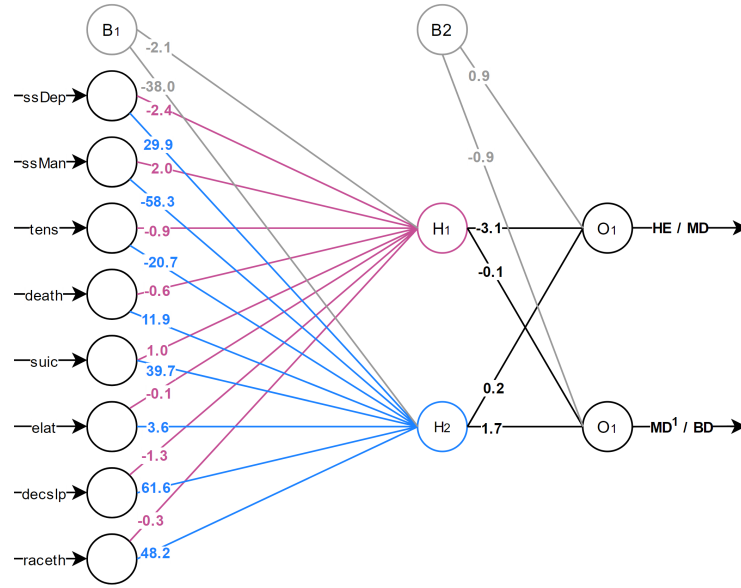 B1
B2
-2.1
-38.0
0.9
ssDep
-2.4
29.9
-0.9
ssMan
2.0
-58.3
tens
-0.9
H1
-3.1
O1
HE / MD
-20.7
-0.1
death
-0.6
11.9
suic
1.0
39.7
0.2
elat
-0.1
3.6
H2
1.7
O1
MD¹ / BD
-1.3
decslp
61.6
-0.3
raceth
48.2